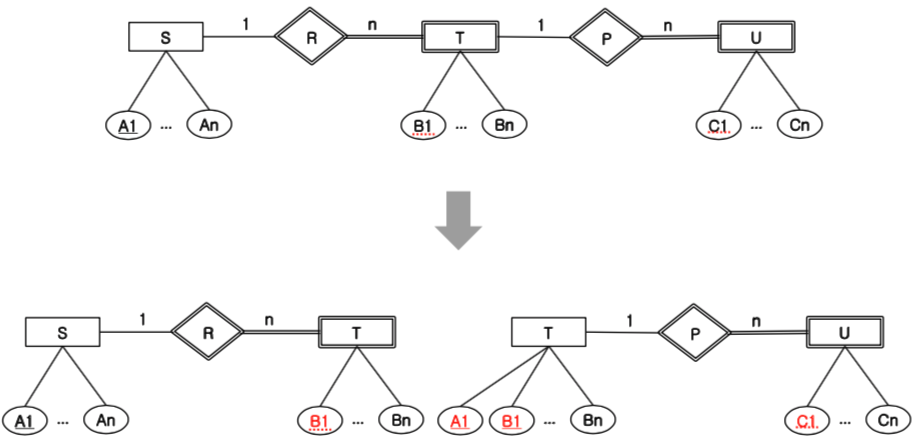 S 1 R n T 1 P n U
A1 ... An B1 ... Bn C1 ... Cn
S 1 R n T T 1 P n U
A1 ... An B1 ... Bn A1 B1 ... Bn C1 ... Cn